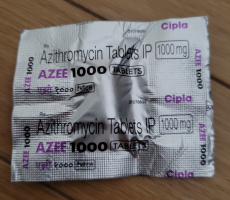 Cipla
Rx
Azithromycin Tablets IP 1000 mg
AZEE 1000 TABLETS
AZEE 1000
Cipla
Azithromycin Tablets IP 1000 mg
AZEE 1000 TABLETS
AZEE 1000
Cipla